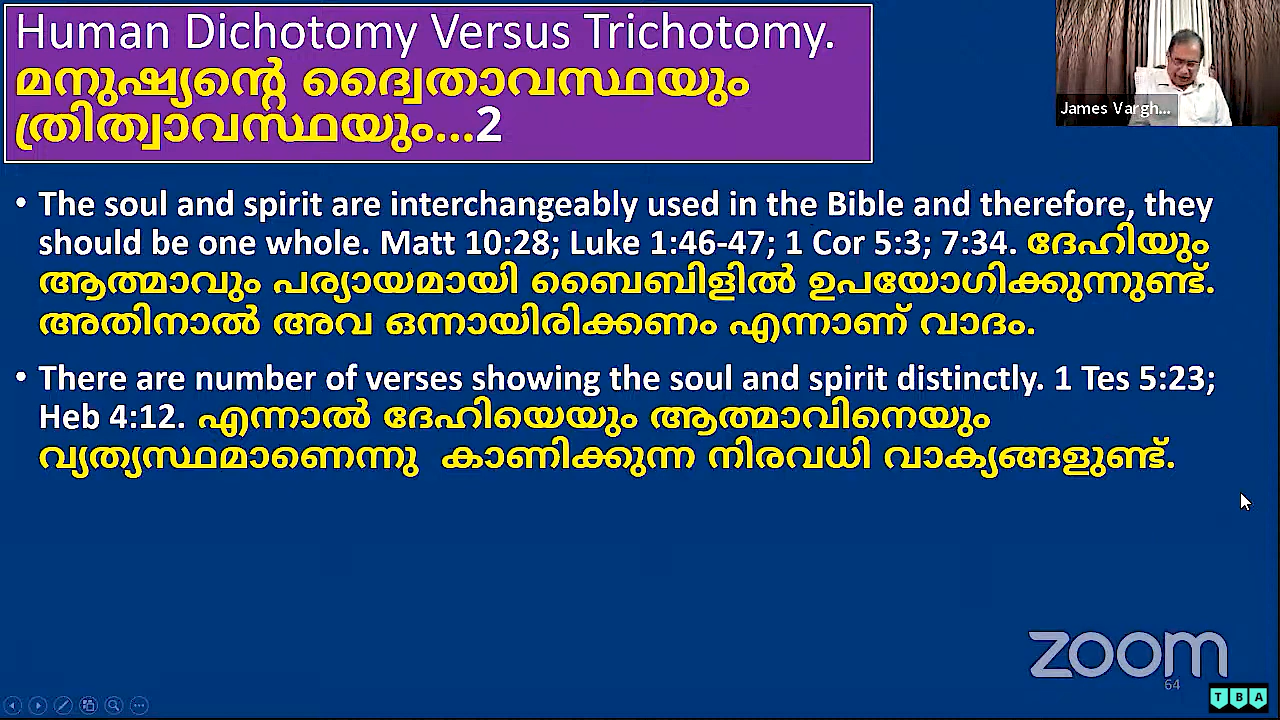 Human Dichotomy Versus Trichotomy.
മനുഷ്യന്റെ ദ്വൈതാവസ്ഥയും
ത്രിത്വാവസ്ഥയും...2
James Vargh...
• The soul and spirit are interchangeably used in the Bible and therefore, they
should be one whole. Matt 10:28; Luke 1:46-47; 1 Cor 5:3; 7:34. ദേഹിയും
ആത്മാവും പര്യായമായി ബൈബിളിൽ ഉപയോഗിക്കുന്നുണ്ട്.
അതിനാൽ അവ ഒന്നായിരിക്കണം എന്നാണ് വാദം.
• There are number of verses showing the soul and spirit distinctly. 1 Tes 5:23;
Heb 4:12. എന്നാൽ ദേഹിയെയും ആത്മാവിനെയും
വ്യത്യസ്ഥമാണെന്നു കാണിക്കുന്ന നിരവധി വാക്യങ്ങളുണ്ട്.
zoom
64
TBA